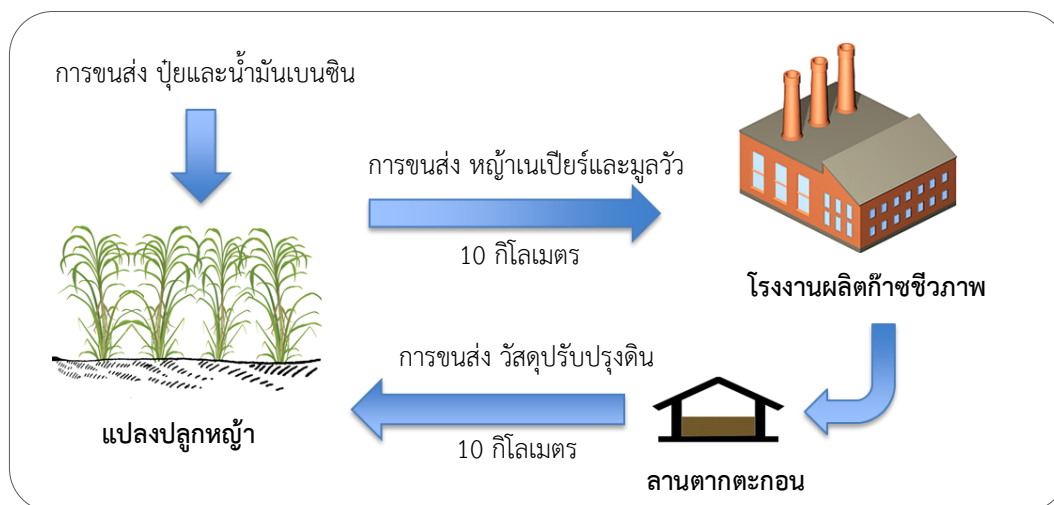 การขนส่ง ปุ๋ยและน้ำมันเบนซิน
การขนส่ง หญ้าเนเปียร์และมูลวัว
10 กิโลเมตร
โรงงานผลิตก๊าซชีวภาพ
การขนส่ง วัสดุปรับปรุงดิน
10 กิโลเมตร
แปลงปลูกหญ้า
ลานตากตะกอน